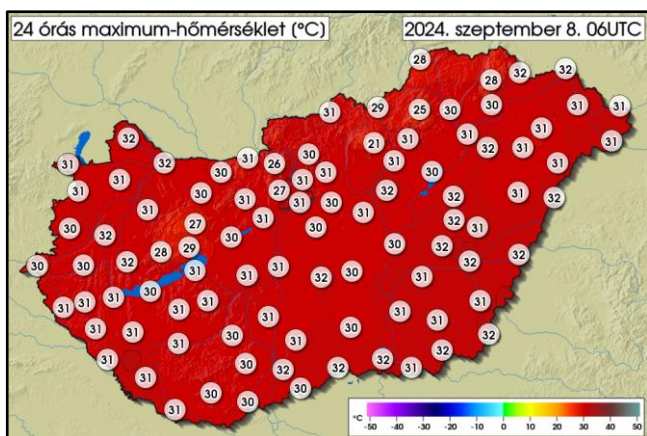 24 órás maximum-hőmérséklet (°C) 2024. szeptember 8. 06UTC
28
28 32 32
31 29 25 30 30 31 31
32 21 31 31 32 31 31 31
31 32 30 31 26 30 31 30 31
31 31 30 31 27 31 31 31 30 32 32 31 32
30 32 31 27 30 31 30 31 32 31
30 30 32 28 29 31 31 31 32 30 30 31 32 32 32
31 31 31 30 31 31 31 30 31 31 31
31 31 31 30 31 32 32
31 31 30 30 32 32 32 31
31 30 30
°C -50 -40 -30 -20 -10 0 10 20 30 40 50